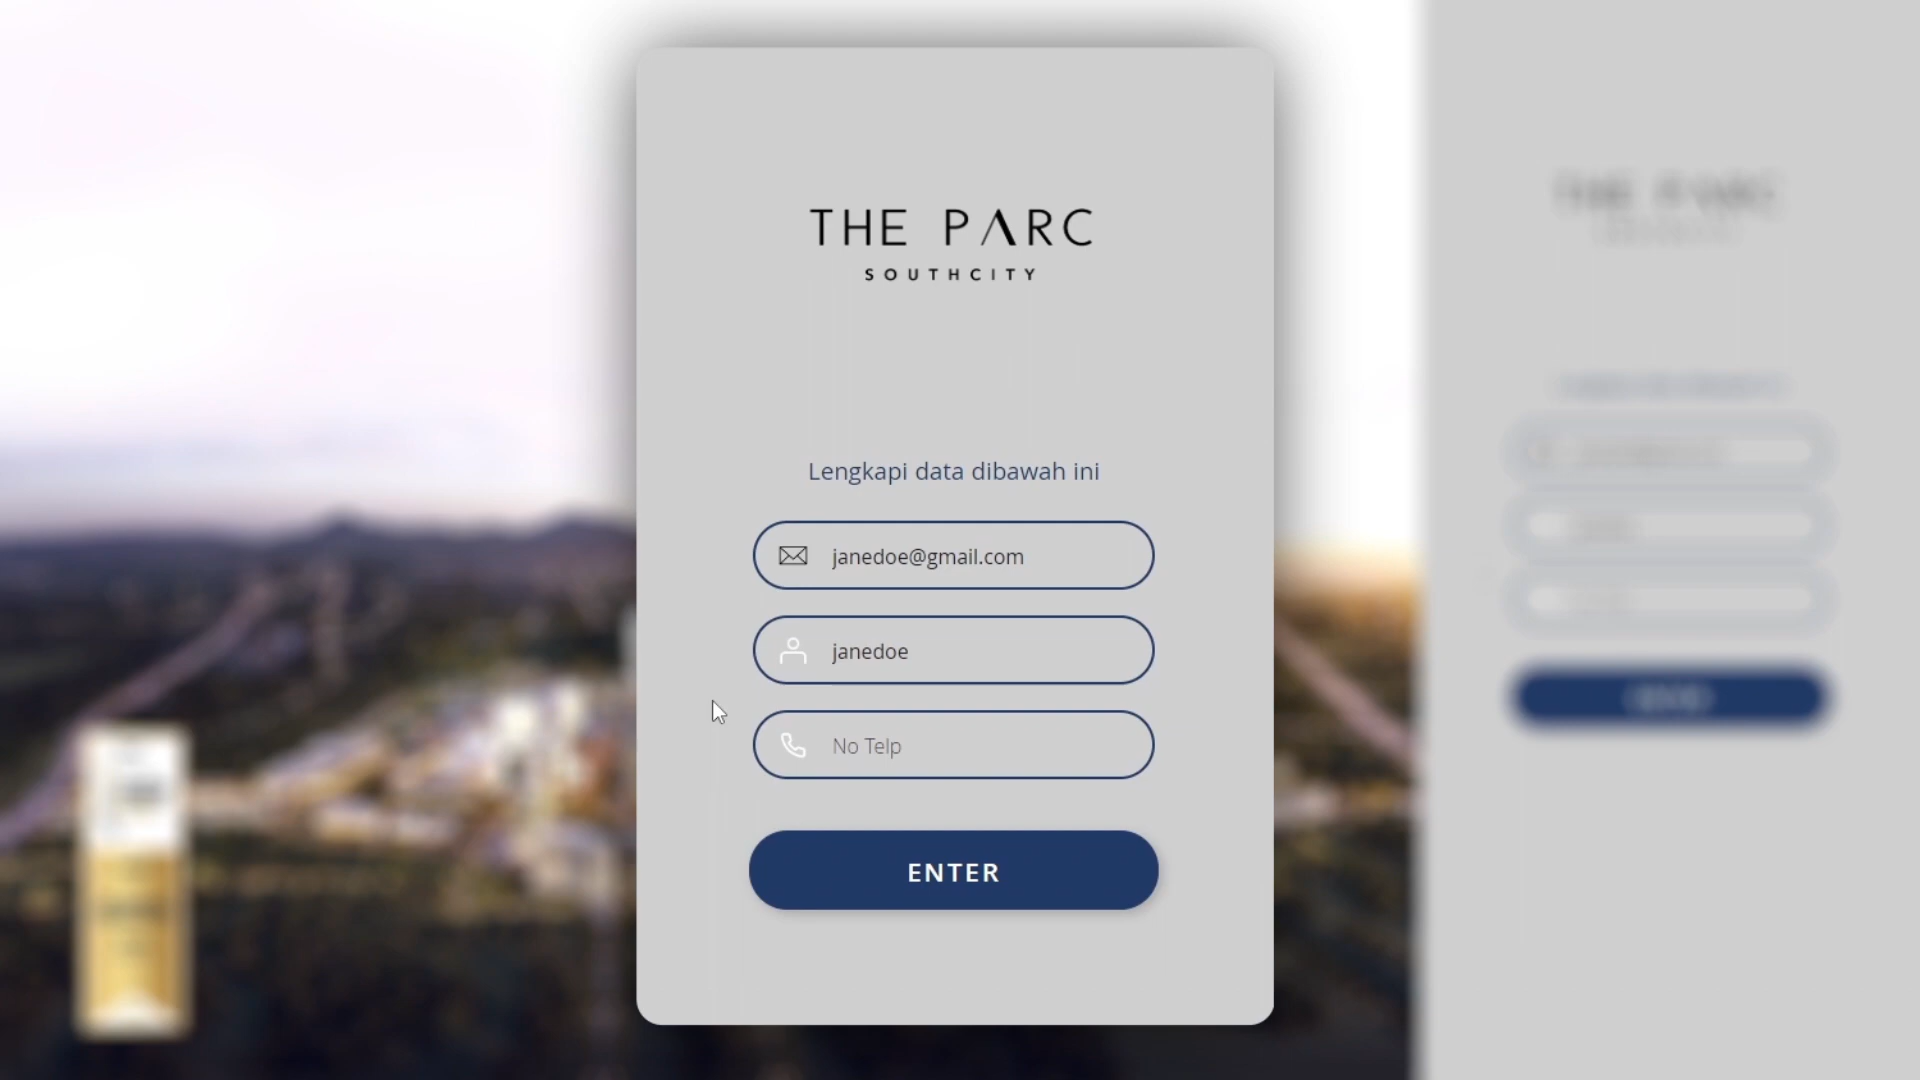 THE PARC
SOUTHCITY
Lengkapi data dibawah ini
janedoe@gmail.com
janedoe
No Telp
ENTER